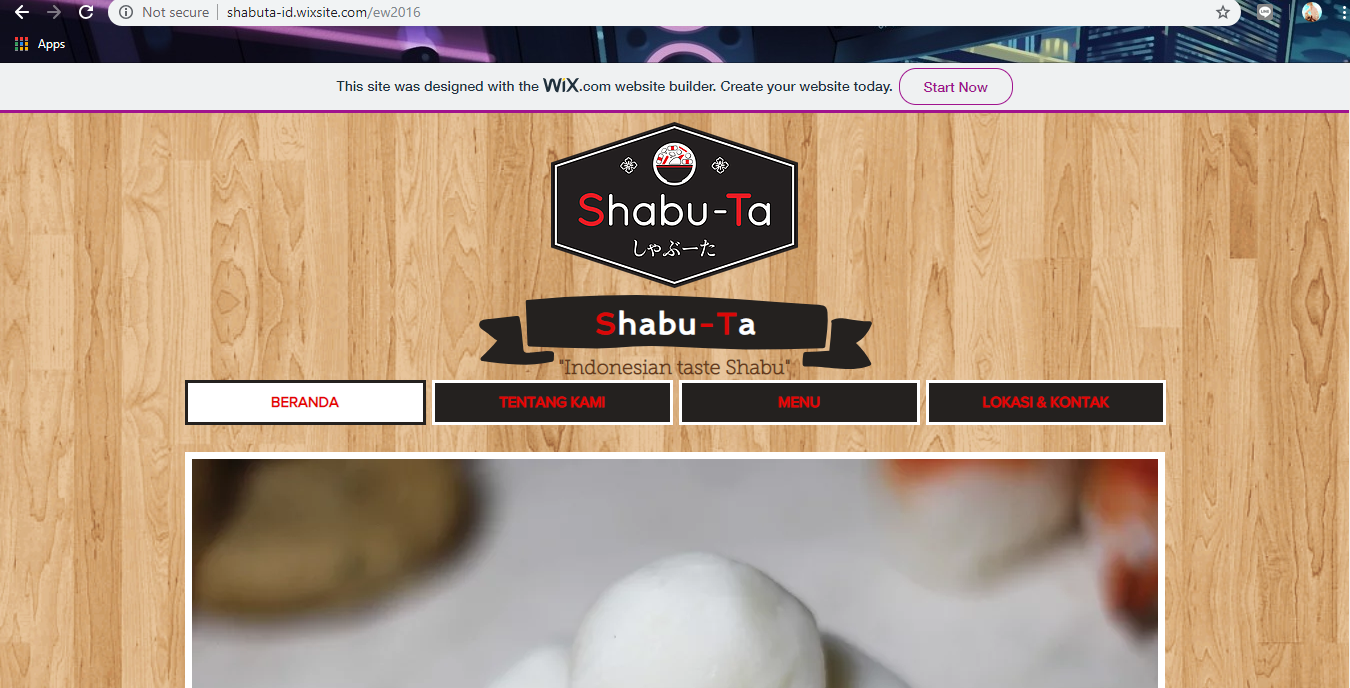 Not secure | shabuta-id.wixsite.com/ew2016
Apps
This site was designed with the WiX.com website builder. Create your website today. Start Now
Shabu-Ta
しゃぶーた
Shabu-Ta
"Indonesian taste Shabu"
BERANDA TENTANG KAMI MENU LOKASI & KONTAK